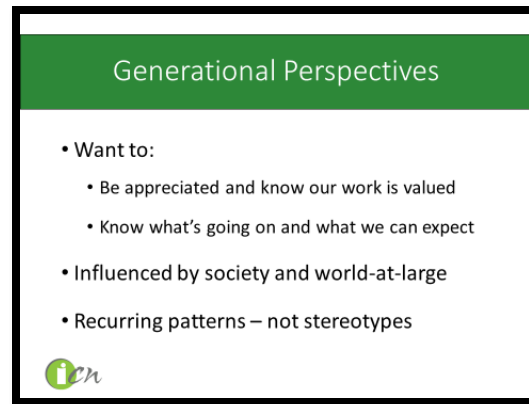 Generational Perspectives
• Want to:
• Be appreciated and know our work is valued
• Know what's going on and what we can expect
• Influenced by society and world-at-large
• Recurring patterns – not stereotypes
icn